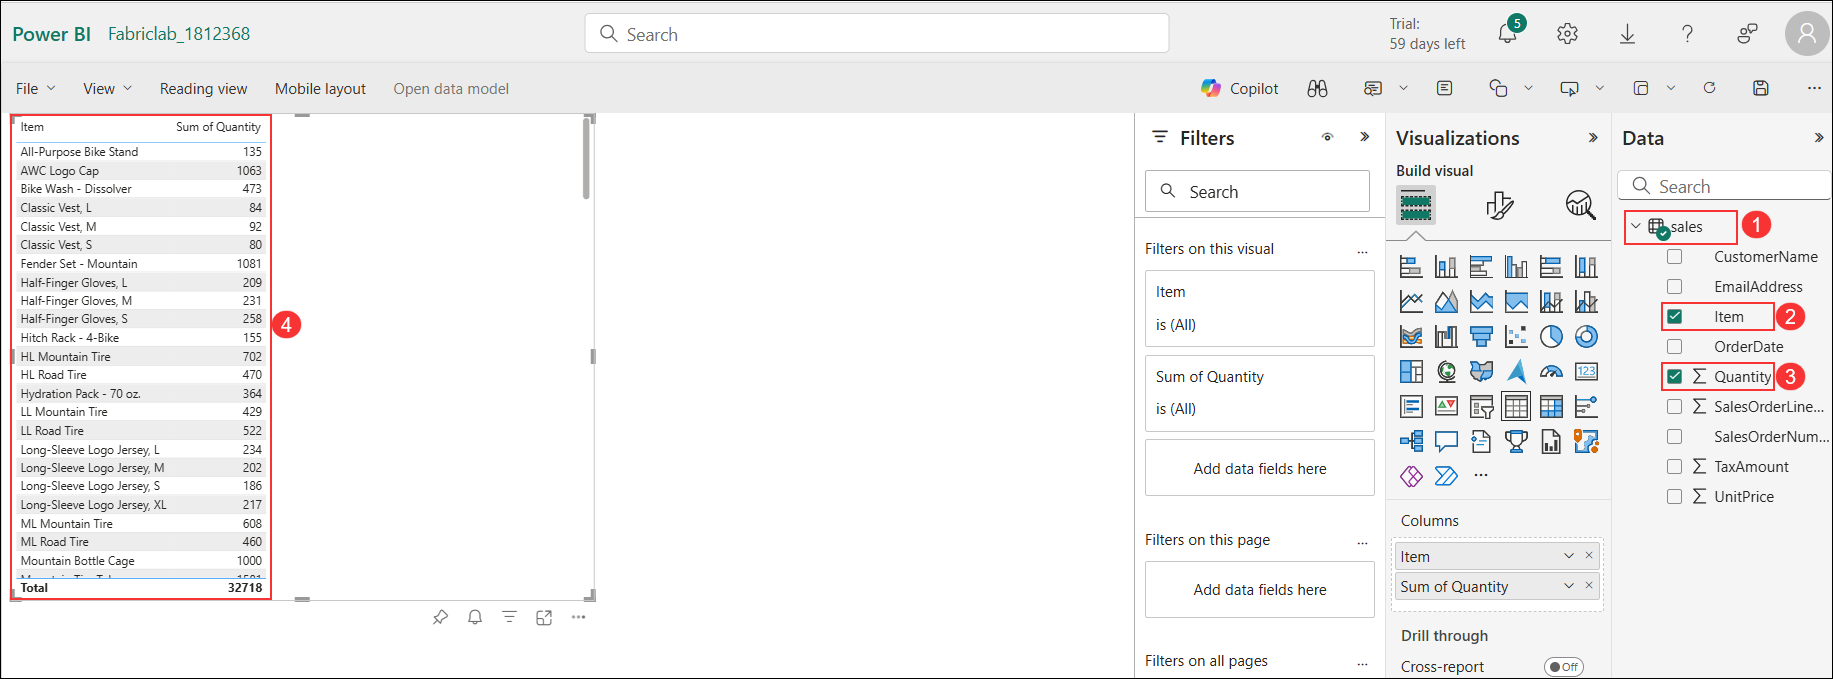 Power BI Fabriclab_1812368
Search
Trial:
59 days left
5
File
View
Reading view
Mobile layout
Open data model
Copilot
Item Sum of Quantity
All-Purpose Bike Stand 135
AWC Logo Cap 1063
Bike Wash - Dissolver 473
Classic Vest, L 84
Classic Vest, M 92
Classic Vest, S 80
Fender Set - Mountain 1081
Half-Finger Gloves, L 209
Half-Finger Gloves, M 231
Half-Finger Gloves, S 258
Hitch Rack - 4-Bike 155
HL Mountain Tire 702
HL Road Tire 470
Hydration Pack - 70 oz. 364
LL Mountain Tire 429
LL Road Tire 522
Long-Sleeve Logo Jersey, L 234
Long-Sleeve Logo Jersey, M 202
Long-Sleeve Logo Jersey, S 186
Long-Sleeve Logo Jersey, XL 217
ML Mountain Tire 608
ML Road Tire 460
Mountain Bottle Cage 1000
Total 32718
4
Filters
Search
Filters on this visual ...
Item
is (All)
Sum of Quantity
is (All)
Add data fields here
Filters on this page ...
Add data fields here
Filters on all pages ...
Visualizations
Build visual
123
...
Columns
Item
Sum of Quantity
Drill through
Cross-report Off
Data
Search
sales 1
CustomerName
EmailAddress
Item 2
OrderDate
Σ Quantity 3
Σ SalesOrderLine...
SalesOrderNum...
Σ TaxAmount
Σ UnitPrice